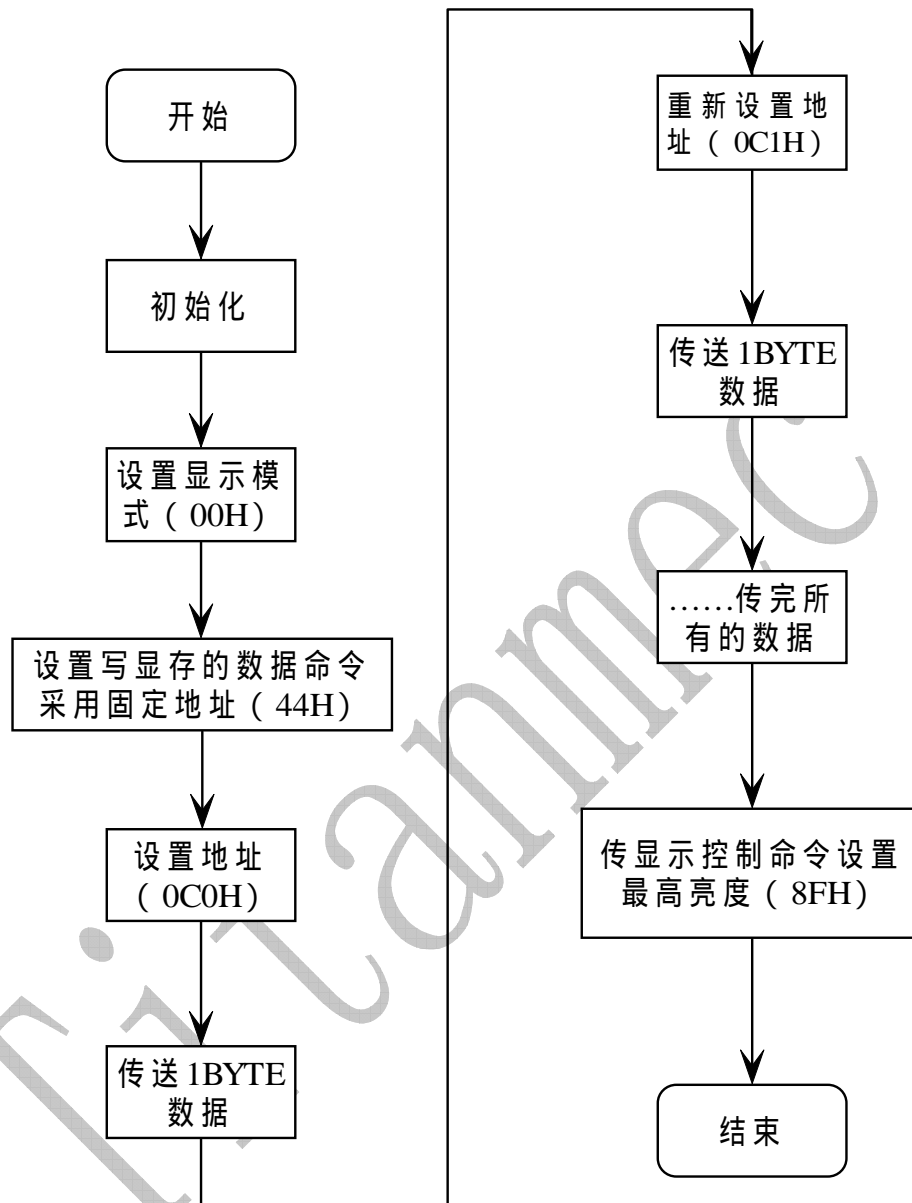 开始
初始化
设置显示模
式（00H）
设置写显存的数据命令
采用固定地址（44H）
设置地址
（0C0H）
传送1BYTE
数据
重新设置地
址（0C1H）
传送1BYTE
数据
……传完所
有的数据
传显示控制命令设置
最高亮度（8FH）
结束
Titanmec